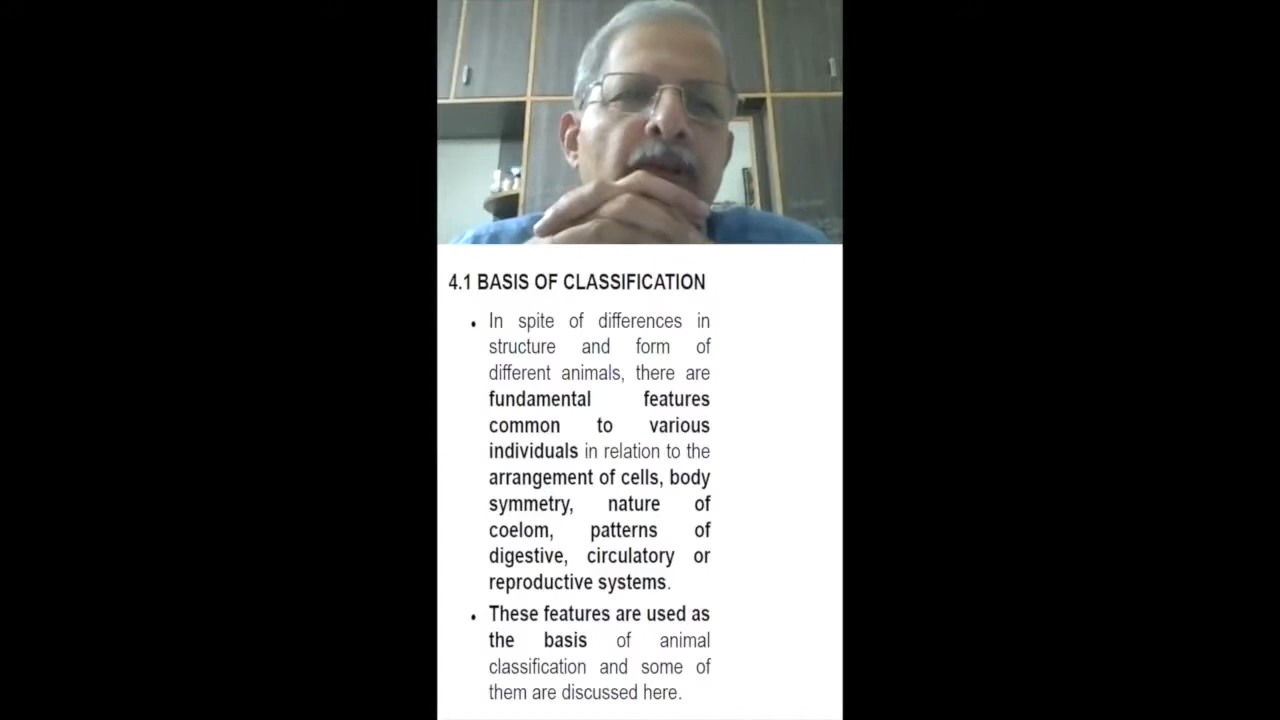 4.1 BASIS OF CLASSIFICATION
• In spite of differences in
structure and form of
different animals, there are
fundamental features
common to various
individuals in relation to the
arrangement of cells, body
symmetry, nature of
coelom, patterns of
digestive, circulatory or
reproductive systems.
• These features are used as
the basis of animal
classification and some of
them are discussed here.